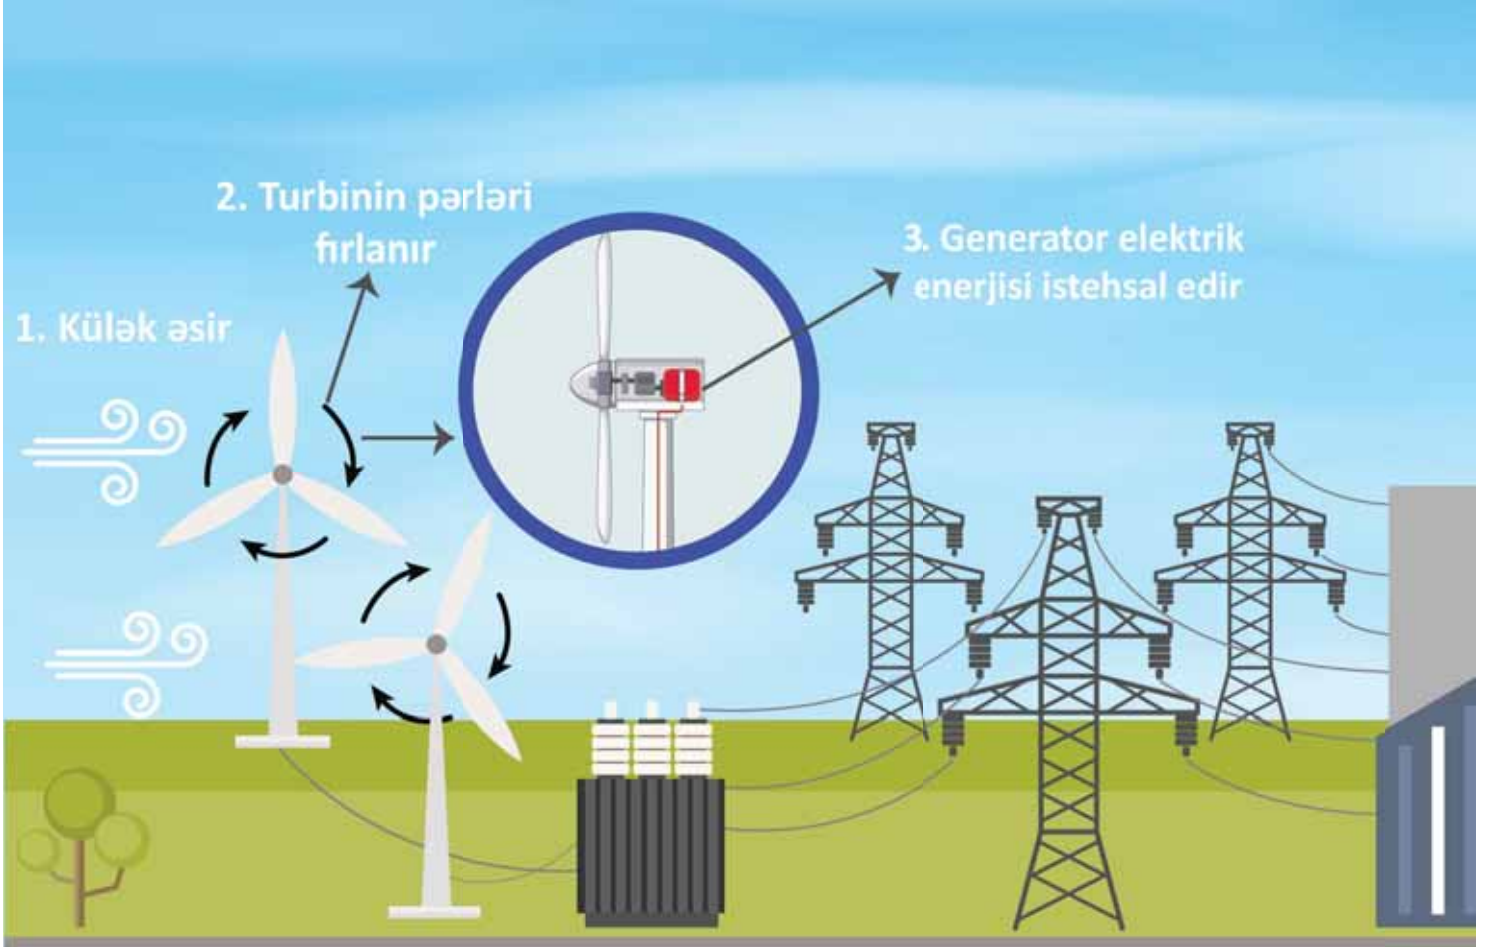 1. Külək əsir
2. Turbinin pərləri
fırlanır
3. Generator elektrik
enerjisi istehsal edir